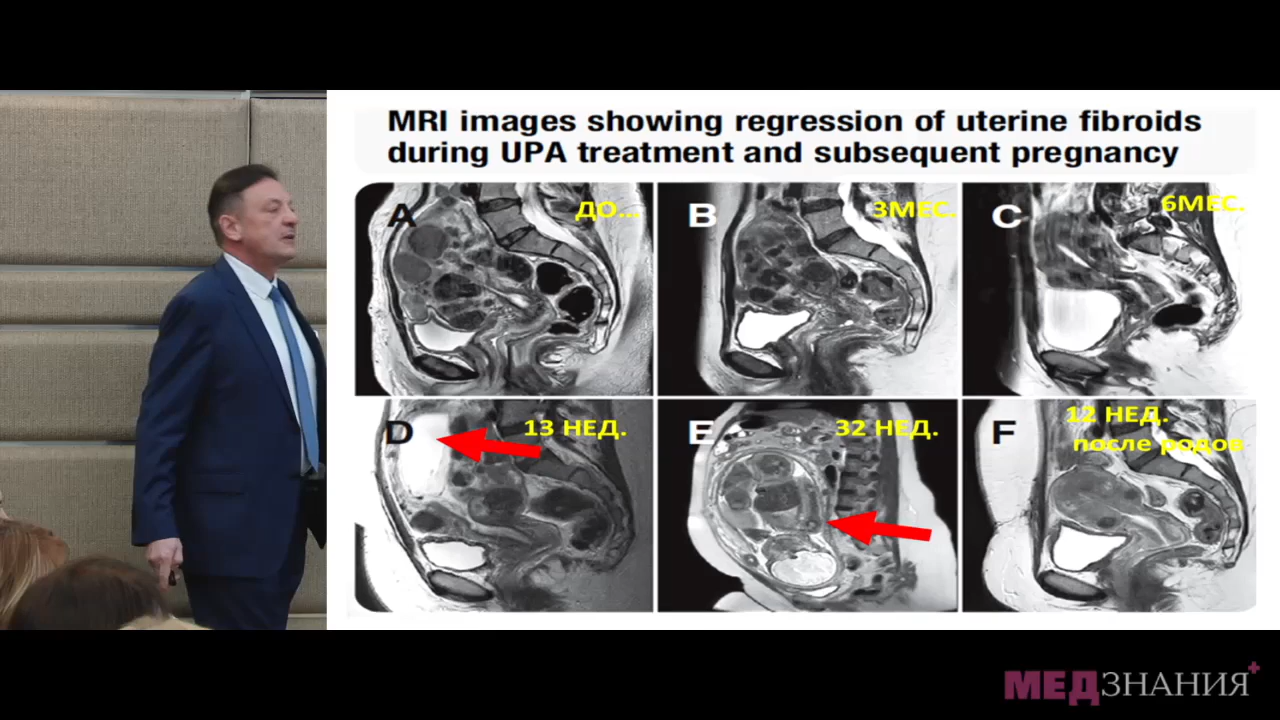 MRI images showing regression of uterine fibroids
during UPA treatment and subsequent pregnancy
A ДО...
B 3МЕС.
C 6МЕС.
D 13 НЕД.
E 32 НЕД.
F 12 НЕД.
после родов
МЕДЗНАНИЯ+